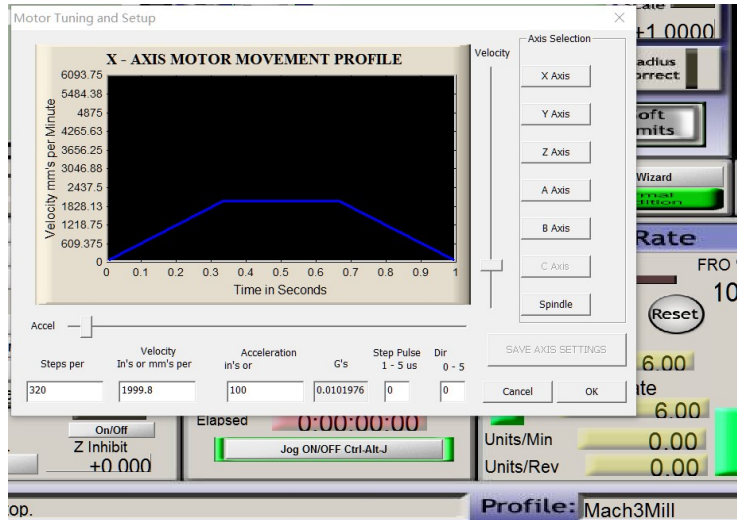 Motor Tuning and Setup
X - AXIS MOTOR MOVEMENT PROFILE
Velocity mm's per Minute
6093.75
5484.38
4875
4265.63
3656.25
3046.88
2437.5
1828.13
1218.75
609.375
0
0 0.1 0.2 0.3 0.4 0.5 0.6 0.7 0.8 0.9 1
Time in Seconds
Velocity
Axis Selection
X Axis
Y Axis
Z Axis
A Axis
B Axis
C Axis
Spindle
Accel
Steps per
Velocity
In's or mm's per
Acceleration
in's or
G's
Step Pulse
1 - 5 us
Dir
0 - 5
320
1999.8
100
0.0101976
0
0
SAVE AXIS SETTINGS
Cancel
OK
+1.0000
Wizard
Rate
FRO
10
Reset
6.00
6.00
Units/Min
0.00
Units/Rev
0.00
On/Off
Z Inhibit
+0.000
Elapsed
0:00:00:00
Jog ON/OFF Ctrl-Alt-J
Profile:
Mach3Mill